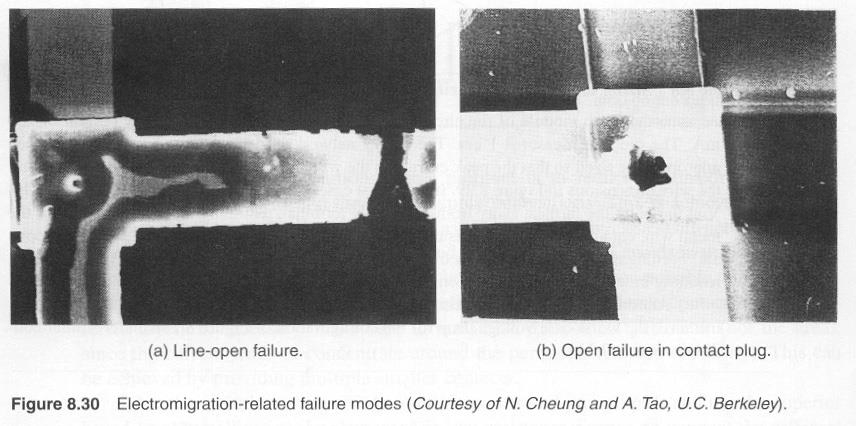 (a) Line-open failure.
(b) Open failure in contact plug.
Figure 8.30 Electromigration-related failure modes (Courtesy of N. Cheung and A. Tao, U.C. Berkeley).